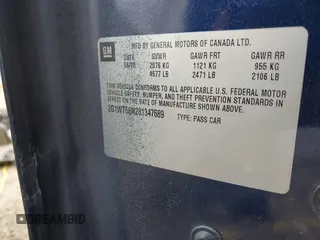 GM
MFD BY GENERAL MOTORS OF CANADA LTD.
DATE GVWR GAWR FRT GAWR RR
2076 KG 1121 KG 955 KG
4577 LB 2471 LB 2106 LB
THIS VEHICLE CONFORMS TO ALL APPLICABLE U.S. FEDERAL MOTOR
VEHICLE SAFETY, BUMPER, AND THEFT PREVENTION STANDARDS IN
EFFECT ON THE DATE OF MANUFACTURE SHOWN ABOVE.
TYPE: PASS CAR
DREAMBID